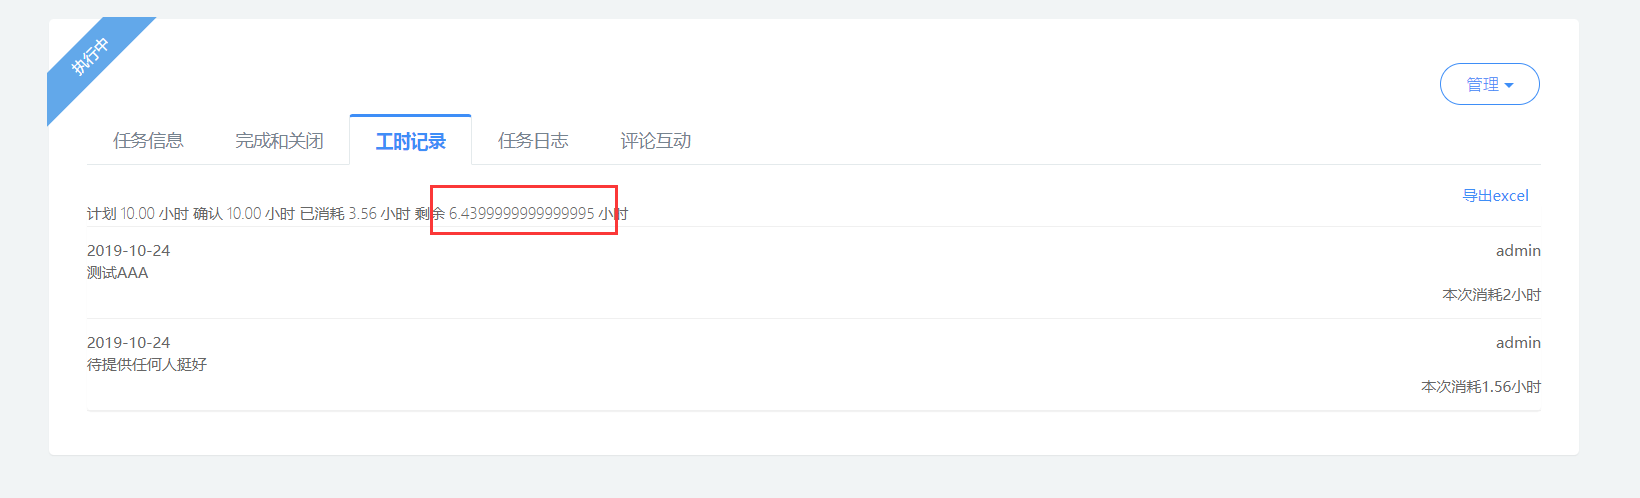 执行中
管理
任务信息 完成和关闭 工时记录 任务日志 评论互动
导出excel
计划 10.00 小时 确认 10.00 小时 已消耗 3.56 小时 剩余 6.4399999999999995 小时
2019-10-24 admin
测试AAA
本次消耗2小时
2019-10-24 admin
待提供任何人挺好
本次消耗1.56小时